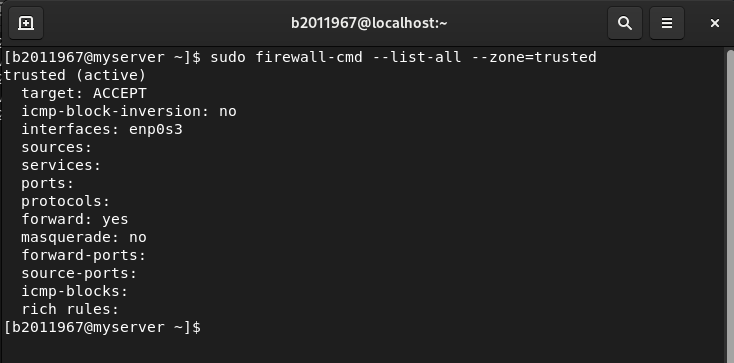 b2011967@localhost:~
[b2011967@myserver ~]$ sudo firewall-cmd --list-all --zone=trusted
trusted (active)
  target: ACCEPT
  icmp-block-inversion: no
  interfaces: enp0s3
  sources:
  services:
  ports:
  protocols:
  forward: yes
  masquerade: no
  forward-ports:
  source-ports:
  icmp-blocks:
  rich rules:
[b2011967@myserver ~]$